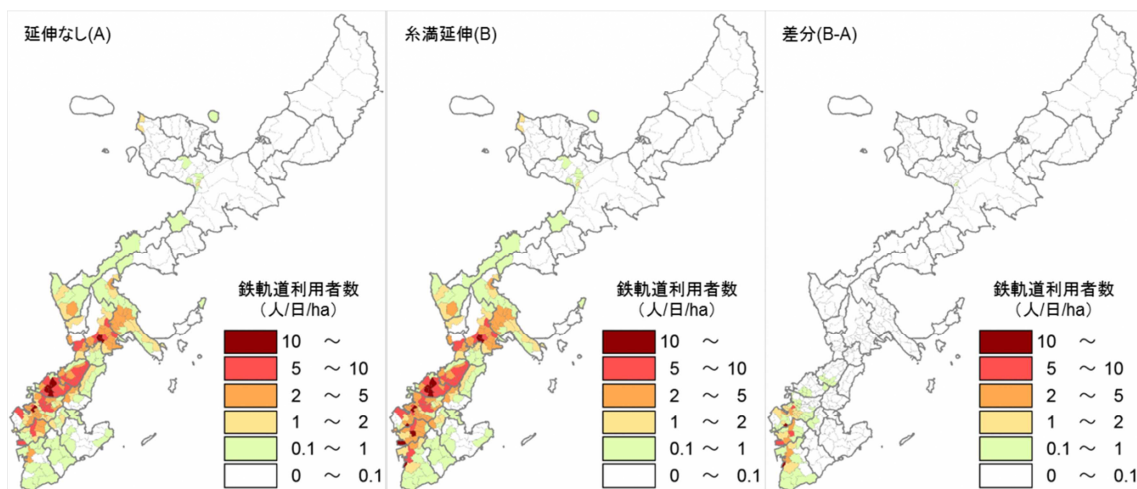 延伸なし(A)
鉄軌道利用者数
(人/日/ha)
10 ～
5 ～ 10
2 ～ 5
1 ～ 2
0.1 ～ 1
0 ～ 0.1
糸満延伸(B)
鉄軌道利用者数
(人/日/ha)
10 ～
5 ～ 10
2 ～ 5
1 ～ 2
0.1 ～ 1
0 ～ 0.1
差分(B-A)
鉄軌道利用者数
(人/日/ha)
10 ～
5 ～ 10
2 ～ 5
1 ～ 2
0.1 ～ 1
0 ～ 0.1